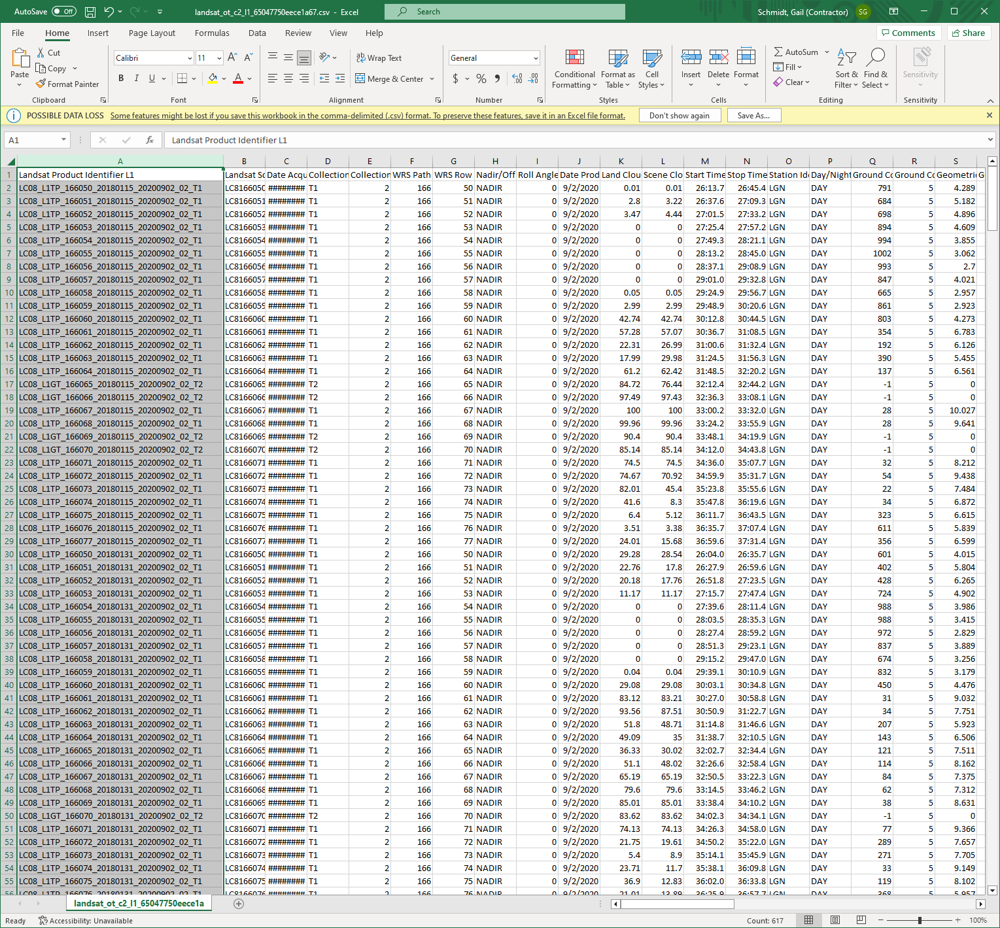 AutoSave Off landsat_ot_c2_l1_65047750eece1a67.csv - Excel Search Schmidt, Gail (Contractor) SG
File Home Insert Page Layout Formulas Data Review View Help Comments Share
Paste Cut Copy Format Painter Calibri 11 B I U Wrap Text Merge & Center General $ % Conditional Formatting Format as Table Cell Styles Insert Delete Format AutoSum Fill Clear Sort & Filter Find & Select Sensitivity
Clipboard Font Alignment Number Styles Cells Editing Sensitivity
POSSIBLE DATA LOSS Some features might be lost if you save this workbook in the comma-delimited (.csv) format. To preserve these features, save it in an Excel file format. Don't show again Save As...
A1 fx Landsat Product Identifier L1
A B C D E F G H I J K L M N O P Q R S
1 Landsat Product Identifier L1 Landsat Sc Date Acqu Collection Collection WRS Path WRS Row Nadir/Off Roll Angle Date Prod Land Clou Scene Clo Start Time Stop Time Station Ide Day/Night Ground Co Ground Co Geometric G
2 LC08_L1TP_166050_20180115_20200902_02_T1 LC8166050 ######## T1 2 166 50 NADIR 0 9/2/2020 0.01 0.01 26:13.7 26:45.4 LGN DAY 791 5 4.289
3 LC08_L1TP_166051_20180115_20200902_02_T1 LC8166051 ######## T1 2 166 51 NADIR 0 9/2/2020 2.8 3.22 26:37.6 27:09.3 LGN DAY 684 5 5.182
4 LC08_L1TP_166052_20180115_20200902_02_T1 LC8166052 ######## T1 2 166 52 NADIR 0 9/2/2020 3.47 4.44 27:01.5 27:33.2 LGN DAY 698 5 4.896
5 LC08_L1TP_166053_20180115_20200902_02_T1 LC8166053 ######## T1 2 166 53 NADIR 0 9/2/2020 0 0 27:25.4 27:57.2 LGN DAY 894 5 4.609
6 LC08_L1TP_166054_20180115_20200902_02_T1 LC8166054 ######## T1 2 166 54 NADIR 0 9/2/2020 0 0 27:49.3 28:21.1 LGN DAY 994 5 3.855
7 LC08_L1TP_166055_20180115_20200902_02_T1 LC8166055 ######## T1 2 166 55 NADIR 0 9/2/2020 0 0 28:13.2 28:45.0 LGN DAY 1002 5 3.062
8 LC08_L1TP_166056_20180115_20200902_02_T1 LC8166056 ######## T1 2 166 56 NADIR 0 9/2/2020 0 0 28:37.1 29:08.9 LGN DAY 993 5 2.7
9 LC08_L1TP_166057_20180115_20200902_02_T1 LC8166057 ######## T1 2 166 57 NADIR 0 9/2/2020 0 0 29:01.0 29:32.8 LGN DAY 847 5 4.021
10 LC08_L1TP_166058_20180115_20200902_02_T1 LC8166058 ######## T1 2 166 58 NADIR 0 9/2/2020 0.05 0.05 29:24.9 29:56.7 LGN DAY 665 5 2.957
11 LC08_L1TP_166059_20180115_20200902_02_T1 LC8166059 ######## T1 2 166 59 NADIR 0 9/2/2020 2.99 2.99 29:48.9 30:20.6 LGN DAY 861 5 2.923
12 LC08_L1TP_166060_20180115_20200902_02_T1 LC8166060 ######## T1 2 166 60 NADIR 0 9/2/2020 42.74 42.74 30:12.8 30:44.5 LGN DAY 803 5 4.273
13 LC08_L1TP_166061_20180115_20200902_02_T1 LC8166061 ######## T1 2 166 61 NADIR 0 9/2/2020 57.28 57.07 30:36.7 31:08.5 LGN DAY 354 5 6.783
14 LC08_L1TP_166062_20180115_20200902_02_T1 LC8166062 ######## T1 2 166 62 NADIR 0 9/2/2020 22.31 26.99 31:00.6 31:32.4 LGN DAY 192 5 6.126
15 LC08_L1TP_166063_20180115_20200902_02_T1 LC8166063 ######## T1 2 166 63 NADIR 0 9/2/2020 17.99 29.98 31:24.5 31:56.3 LGN DAY 390 5 5.455
16 LC08_L1TP_166064_20180115_20200902_02_T1 LC8166064 ######## T1 2 166 64 NADIR 0 9/2/2020 61.2 62.42 31:48.5 32:20.2 LGN DAY 137 5 6.561
17 LC08_L1GT_166065_20180115_20200902_02_T2 LC8166065 ######## T2 2 166 65 NADIR 0 9/2/2020 84.72 76.44 32:12.4 32:44.2 LGN DAY -1 5 0
18 LC08_L1GT_166066_20180115_20200902_02_T2 LC8166066 ######## T2 2 166 66 NADIR 0 9/2/2020 97.49 97.43 32:36.3 33:08.1 LGN DAY -1 5 0
19 LC08_L1TP_166067_20180115_20200902_02_T1 LC8166067 ######## T1 2 166 67 NADIR 0 9/2/2020 100 100 33:00.2 33:32.0 LGN DAY 28 5 10.027
20 LC08_L1TP_166068_20180115_20200902_02_T1 LC8166068 ######## T1 2 166 68 NADIR 0 9/2/2020 99.96 99.96 33:24.2 33:55.9 LGN DAY 28 5 9.641
21 LC08_L1GT_166069_20180115_20200902_02_T2 LC8166069 ######## T2 2 166 69 NADIR 0 9/2/2020 90.4 90.4 33:48.1 34:19.9 LGN DAY -1 5 0
22 LC08_L1GT_166070_20180115_20200902_02_T2 LC8166070 ######## T2 2 166 70 NADIR 0 9/2/2020 85.14 85.14 34:12.0 34:43.8 LGN DAY -1 5 0
23 LC08_L1TP_166071_20180115_20200902_02_T1 LC8166071 ######## T1 2 166 71 NADIR 0 9/2/2020 74.5 74.5 34:36.0 35:07.7 LGN DAY 32 5 8.212
24 LC08_L1TP_166072_20180115_20200902_02_T1 LC8166072 ######## T1 2 166 72 NADIR 0 9/2/2020 74.67 70.92 34:59.9 35:31.7 LGN DAY 54 5 9.438
25 LC08_L1TP_166073_20180115_20200902_02_T1 LC8166073 ######## T1 2 166 73 NADIR 0 9/2/2020 82.01 45.4 35:23.8 35:55.6 LGN DAY 22 5 7.484
26 LC08_L1TP_166074_20180115_20200902_02_T1 LC8166074 ######## T1 2 166 74 NADIR 0 9/2/2020 41.6 8.3 35:47.8 36:19.6 LGN DAY 34 5 6.872
27 LC08_L1TP_166075_20180115_20200902_02_T1 LC8166075 ######## T1 2 166 75 NADIR 0 9/2/2020 6.4 5.12 36:11.7 36:43.5 LGN DAY 323 5 6.615
28 LC08_L1TP_166076_20180115_20200902_02_T1 LC8166076 ######## T1 2 166 76 NADIR 0 9/2/2020 3.51 3.38 36:35.7 37:07.4 LGN DAY 611 5 5.839
29 LC08_L1TP_166077_20180115_20200902_02_T1 LC8166077 ######## T1 2 166 77 NADIR 0 9/2/2020 24.01 15.68 36:59.6 37:31.4 LGN DAY 356 5 6.599
30 LC08_L1TP_166050_20180131_20200902_02_T1 LC8166050 ######## T1 2 166 50 NADIR 0 9/2/2020 29.28 28.54 26:04.0 26:35.7 LGN DAY 601 5 4.015
31 LC08_L1TP_166051_20180131_20200902_02_T1 LC8166051 ######## T1 2 166 51 NADIR 0 9/2/2020 22.76 17.8 26:27.9 26:59.6 LGN DAY 402 5 5.804
32 LC08_L1TP_166052_20180131_20200902_02_T1 LC8166052 ######## T1 2 166 52 NADIR 0 9/2/2020 20.18 17.76 26:51.8 27:23.5 LGN DAY 428 5 6.265
33 LC08_L1TP_166053_20180131_20200902_02_T1 LC8166053 ######## T1 2 166 53 NADIR 0 9/2/2020 11.17 11.17 27:15.7 27:47.4 LGN DAY 724 5 4.902
34 LC08_L1TP_166054_20180131_20200902_02_T1 LC8166054 ######## T1 2 166 54 NADIR 0 9/2/2020 0 0 27:39.6 28:11.4 LGN DAY 988 5 3.986
35 LC08_L1TP_166055_20180131_20200902_02_T1 LC8166055 ######## T1 2 166 55 NADIR 0 9/2/2020 0 0 28:03.5 28:35.3 LGN DAY 988 5 3.415
36 LC08_L1TP_166056_20180131_20200902_02_T1 LC8166056 ######## T1 2 166 56 NADIR 0 9/2/2020 0 0 28:27.4 28:59.2 LGN DAY 972 5 2.829
37 LC08_L1TP_166057_20180131_20200902_02_T1 LC8166057 ######## T1 2 166 57 NADIR 0 9/2/2020 0 0 28:51.3 29:23.1 LGN DAY 837 5 3.889
38 LC08_L1TP_166058_20180131_20200902_02_T1 LC8166058 ######## T1 2 166 58 NADIR 0 9/2/2020 0 0 29:15.2 29:47.0 LGN DAY 674 5 3.256
39 LC08_L1TP_166059_20180131_20200902_02_T1 LC8166059 ######## T1 2 166 59 NADIR 0 9/2/2020 0.04 0.04 29:39.1 30:10.9 LGN DAY 832 5 3.179
40 LC08_L1TP_166060_20180131_20200902_02_T1 LC8166060 ######## T1 2 166 60 NADIR 0 9/2/2020 29.08 29.08 30:03.1 30:34.8 LGN DAY 450 5 4.476
41 LC08_L1TP_166061_20180131_20200902_02_T1 LC8166061 ######## T1 2 166 61 NADIR 0 9/2/2020 83.12 83.21 30:27.0 30:58.8 LGN DAY 31 5 9.032
42 LC08_L1TP_166062_20180131_20200902_02_T1 LC8166062 ######## T1 2 166 62 NADIR 0 9/2/2020 93.56 87.51 30:50.9 31:22.7 LGN DAY 34 5 7.751
43 LC08_L1TP_166063_20180131_20200902_02_T1 LC8166063 ######## T1 2 166 63 NADIR 0 9/2/2020 51.8 48.71 31:14.8 31:46.6 LGN DAY 207 5 5.923
44 LC08_L1TP_166064_20180131_20200902_02_T1 LC8166064 ######## T1 2 166 64 NADIR 0 9/2/2020 49.09 35 31:38.7 32:10.5 LGN DAY 143 5 6.506
45 LC08_L1TP_166065_20180131_20200902_02_T1 LC8166065 ######## T1 2 166 65 NADIR 0 9/2/2020 36.33 30.02 32:02.7 32:34.4 LGN DAY 121 5 7.511
46 LC08_L1TP_166066_20180131_20200902_02_T1 LC8166066 ######## T1 2 166 66 NADIR 0 9/2/2020 51.1 48.02 32:26.6 32:58.4 LGN DAY 114 5 8.162
47 LC08_L1TP_166067_20180131_20200902_02_T1 LC8166067 ######## T1 2 166 67 NADIR 0 9/2/2020 65.19 65.19 32:50.5 33:22.3 LGN DAY 84 5 7.375
48 LC08_L1TP_166068_20180131_20200902_02_T1 LC8166068 ######## T1 2 166 68 NADIR 0 9/2/2020 79.6 79.6 33:14.5 33:46.2 LGN DAY 62 5 7.312
49 LC08_L1TP_166069_20180131_20200902_02_T1 LC8166069 ######## T1 2 166 69 NADIR 0 9/2/2020 85.01 85.01 33:38.4 34:10.2 LGN DAY 38 5 8.631
50 LC08_L1GT_166070_20180131_20200902_02_T2 LC8166070 ######## T2 2 166 70 NADIR 0 9/2/2020 83.62 83.62 34:02.3 34:34.1 LGN DAY -1 5 0
51 LC08_L1TP_166071_20180131_20200902_02_T1 LC8166071 ######## T1 2 166 71 NADIR 0 9/2/2020 74.13 74.13 34:26.3 34:58.0 LGN DAY 77 5 9.366
52 LC08_L1TP_166072_20180131_20200902_02_T1 LC8166072 ######## T1 2 166 72 NADIR 0 9/2/2020 21.75 19.61 34:50.2 35:22.0 LGN DAY 289 5 7.657
53 LC08_L1TP_166073_20180131_20200902_02_T1 LC8166073 ######## T1 2 166 73 NADIR 0 9/2/2020 5.4 8.9 35:14.1 35:45.9 LGN DAY 271 5 7.705
54 LC08_L1TP_166074_20180131_20200902_02_T1 LC8166074 ######## T1 2 166 74 NADIR 0 9/2/2020 23.71 11.7 35:38.1 36:09.8 LGN DAY 33 5 9.149
55 LC08_L1TP_166075_20180131_20200902_02_T1 LC8166075 ######## T1 2 166 75 NADIR 0 9/2/2020 36.9 12.83 36:02.0 36:33.8 LGN DAY 119 5 8.102
56 LC08_L1TP_166076_20180131_20200902_02_T1 LC8166076 ######## T1 2 166 76 NADIR 0 9/2/2020 21.01 13.89 36:25.9 36:57.7 LGN DAY 368 5 5.957
landsat_ot_c2_l1_65047750eece1a
Ready Accessibility: Unavailable Count: 617 100%